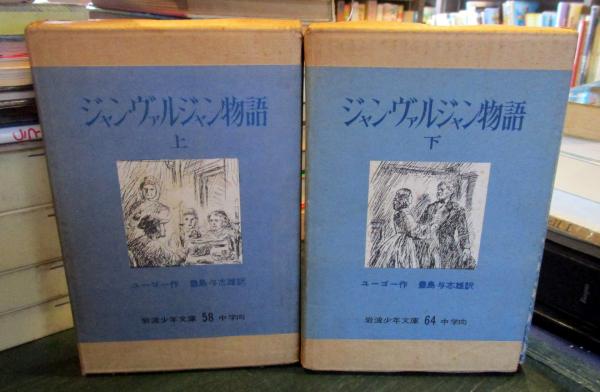 ジャン・ヴァルジャン物語
上
ユーゴー作 豊島与志雄訳
岩波少年文庫 58 中学向
ジャン・ヴァルジャン物語
下
ユーゴー作 豊島与志雄訳
岩波少年文庫 64 中学向